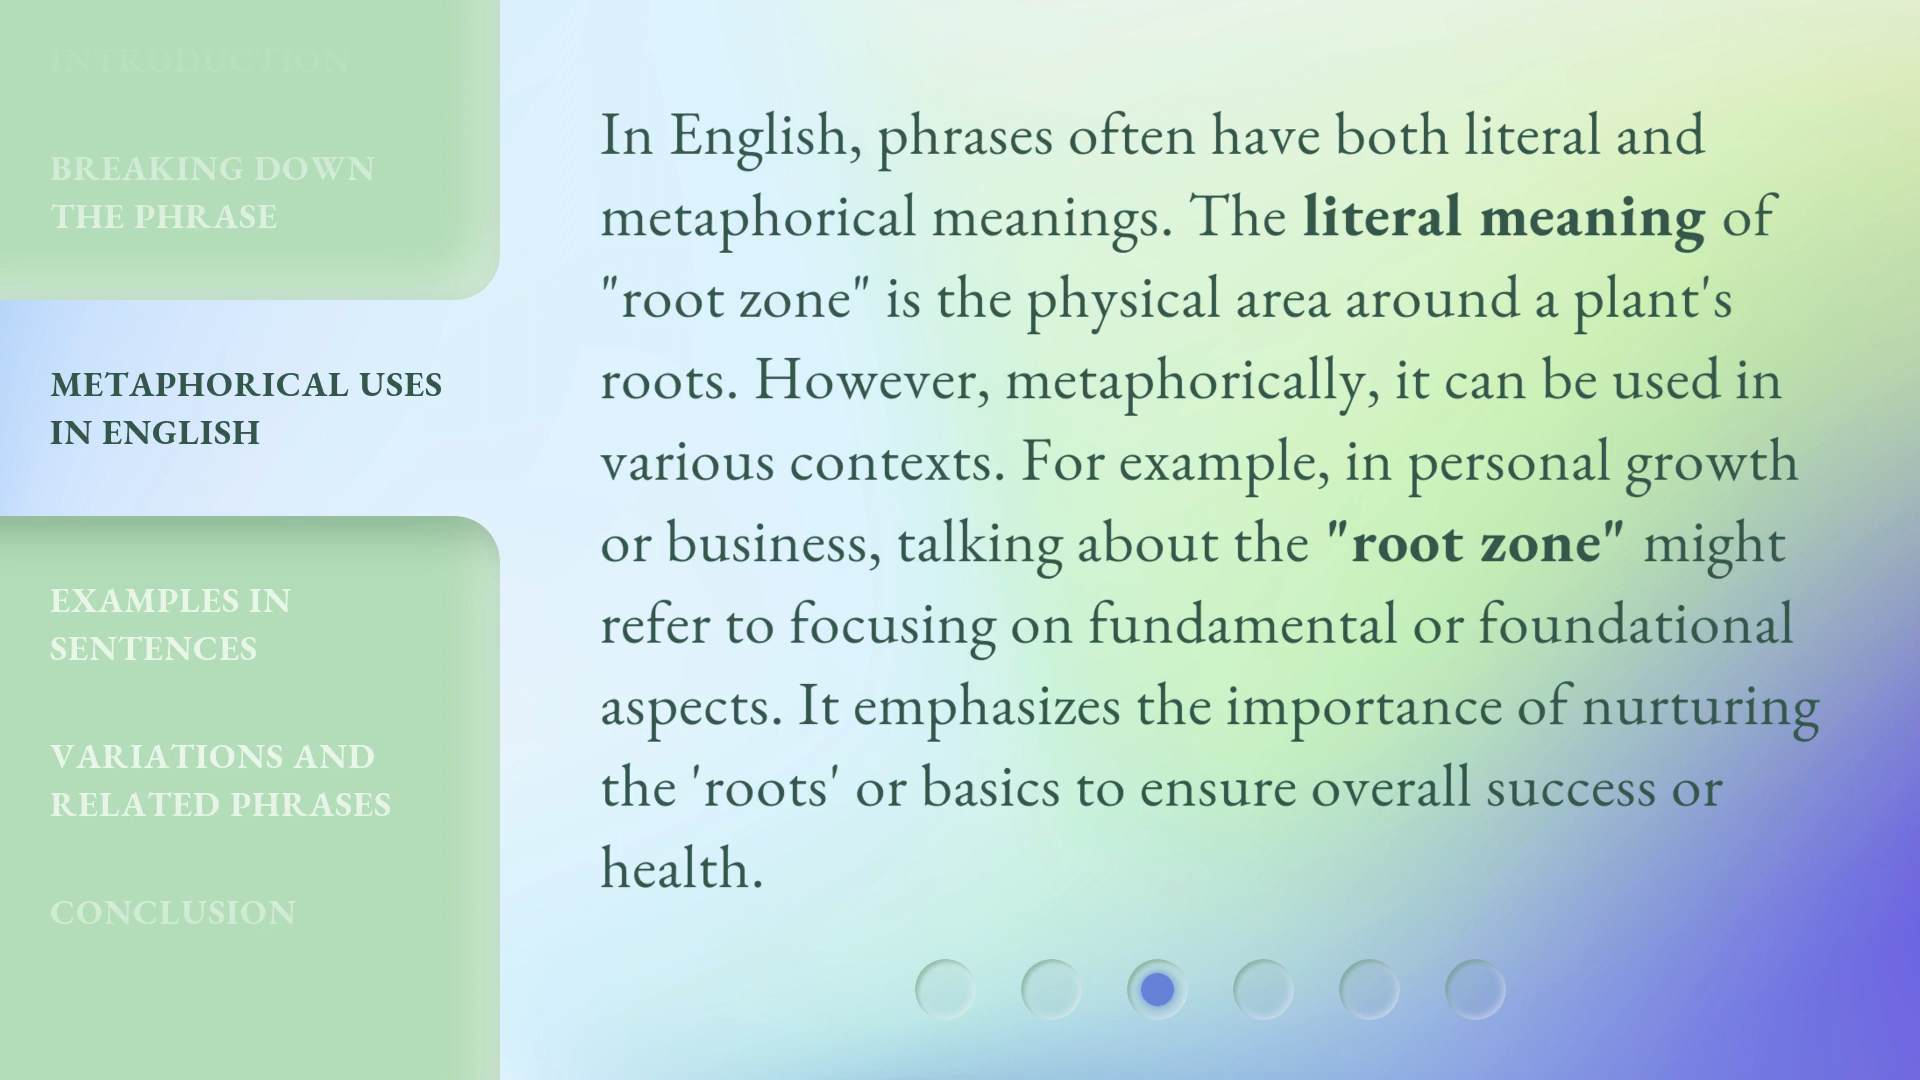 INTRODUCTION
BREAKING DOWN
THE PHRASE
METAPHORICAL USES
IN ENGLISH
EXAMPLES IN
SENTENCES
VARIATIONS AND
RELATED PHRASES
CONCLUSION
In English, phrases often have both literal and
metaphorical meanings. The literal meaning of
"root zone" is the physical area around a plant's
roots. However, metaphorically, it can be used in
various contexts. For example, in personal growth
or business, talking about the "root zone" might
refer to focusing on fundamental or foundational
aspects. It emphasizes the importance of nurturing
the 'roots' or basics to ensure overall success or
health.